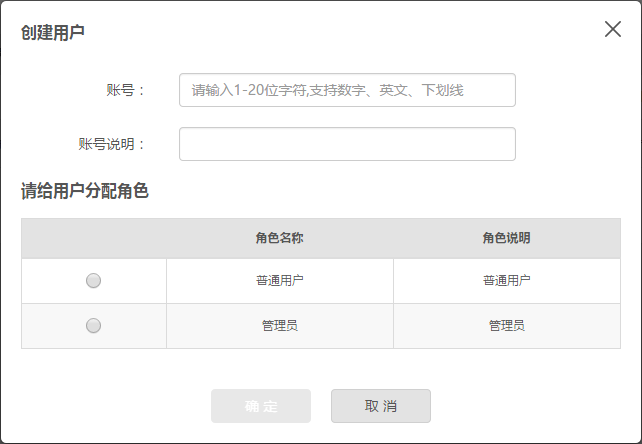 创建用户
账号：
请输入1-20位字符,支持数字、英文、下划线
账号说明：
请给用户分配角色
角色名称 角色说明
普通用户 普通用户
管理员 管理员
确 定 取 消